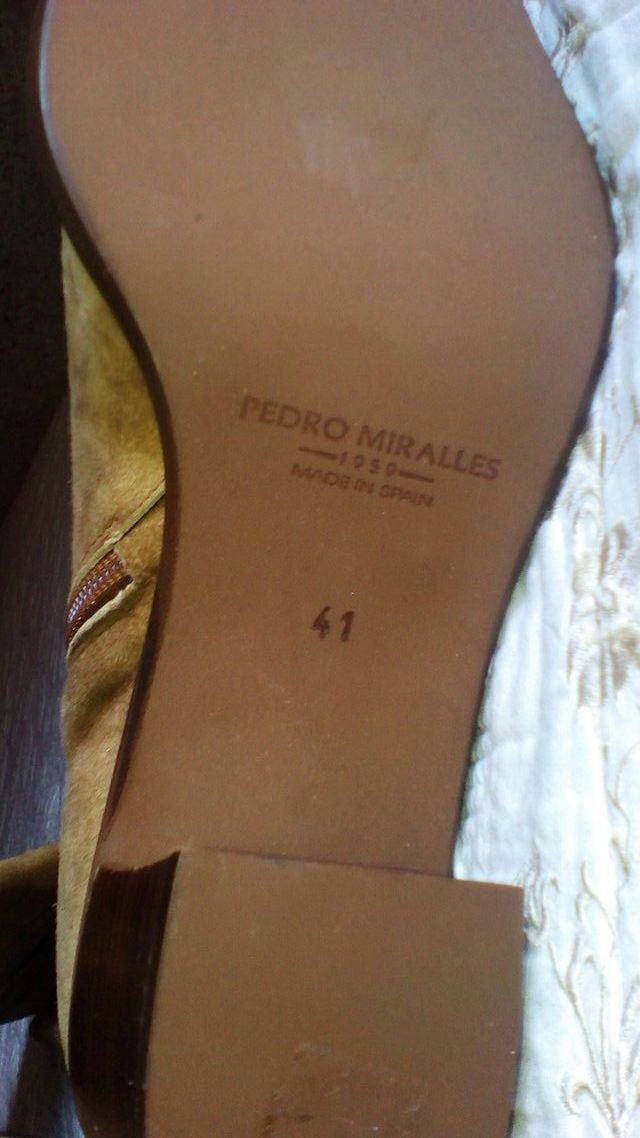 PEDRO MIRALLES
1959
MADE IN SPAIN
41